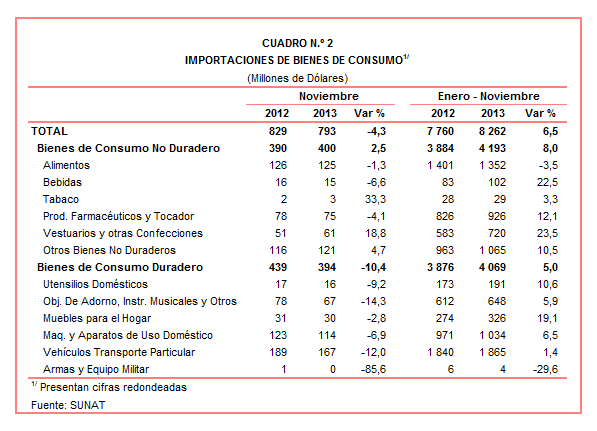 CUADRO N.º 2
IMPORTACIONES DE BIENES DE CONSUMO1/
(Millones de Dólares)
Noviembre Enero - Noviembre
2012 2013 Var % 2012 2013 Var %
TOTAL 829 793 -4,3 7 760 8 262 6,5
Bienes de Consumo No Duradero 390 400 2,5 3 884 4 193 8,0
Alimentos 126 125 -1,3 1 401 1 352 -3,5
Bebidas 16 15 -6,6 83 102 22,5
Tabaco 2 3 33,3 28 29 3,3
Prod. Farmacéuticos y Tocador 78 75 -4,1 826 926 12,1
Vestuarios y otras Confecciones 51 61 18,8 583 720 23,5
Otros Bienes No Duraderos 116 121 4,7 963 1 065 10,5
Bienes de Consumo Duradero 439 394 -10,4 3 876 4 069 5,0
Utensilios Domésticos 17 16 -9,2 173 191 10,6
Obj. De Adorno, Instr. Musicales y Otros 78 67 -14,3 612 648 5,9
Muebles para el Hogar 31 30 -2,8 274 326 19,1
Maq. y Aparatos de Uso Doméstico 123 114 -6,9 971 1 034 6,5
Vehículos Transporte Particular 189 167 -12,0 1 840 1 865 1,4
Armas y Equipo Militar 1 0 -85,6 6 4 -29,6
1/ Presentan cifras redondeadas
Fuente: SUNAT